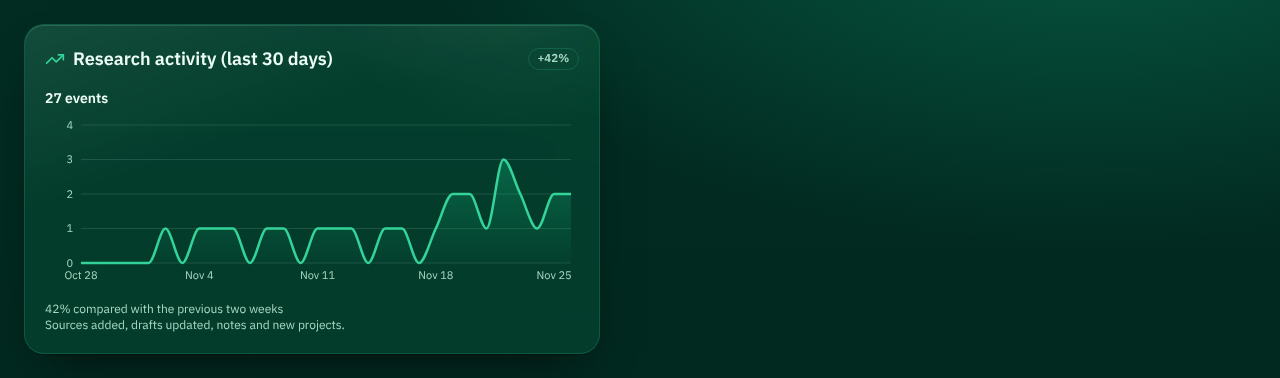 Research activity (last 30 days)
+42%
27 events
4
3
2
1
0
Oct 28
Nov 4
Nov 11
Nov 18
Nov 25
42% compared with the previous two weeks
Sources added, drafts updated, notes and new projects.